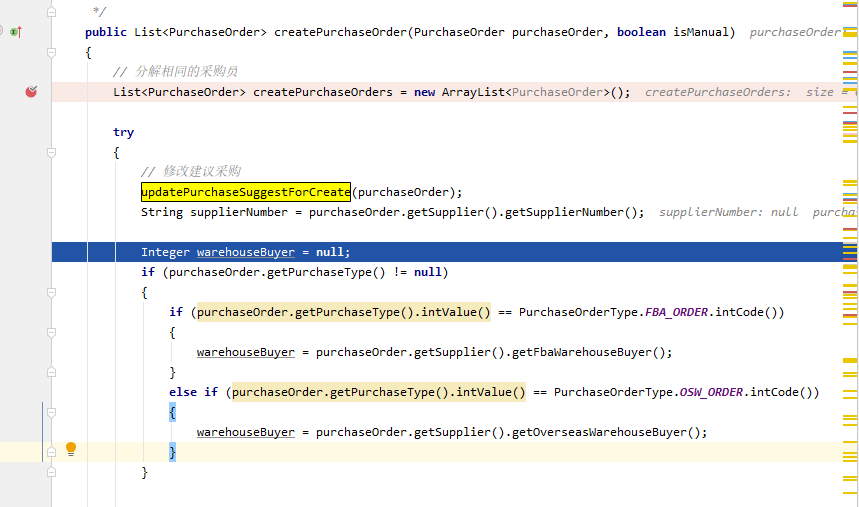 */
public List<PurchaseOrder> createPurchaseOrder(PurchaseOrder purchaseOrder, boolean isManual) purchaseOrder
{
// 分解相同的采购员
List<PurchaseOrder> createPurchaseOrders = new ArrayList<PurchaseOrder>(); createPurchaseOrders: size =
try
{
// 修改建议采购
updatePurchaseSuggestForCreate(purchaseOrder);
String supplierNumber = purchaseOrder.getSupplier().getSupplierNumber(); supplierNumber: null purcha
Integer warehouseBuyer = null;
if (purchaseOrder.getPurchaseType() != null)
{
if (purchaseOrder.getPurchaseType().intValue() == PurchaseOrderType.FBA_ORDER.intCode())
{
warehouseBuyer = purchaseOrder.getSupplier().getFbaWarehouseBuyer();
}
else if (purchaseOrder.getPurchaseType().intValue() == PurchaseOrderType.OSW_ORDER.intCode())
{
warehouseBuyer = purchaseOrder.getSupplier().getOverseasWarehouseBuyer();
}
}